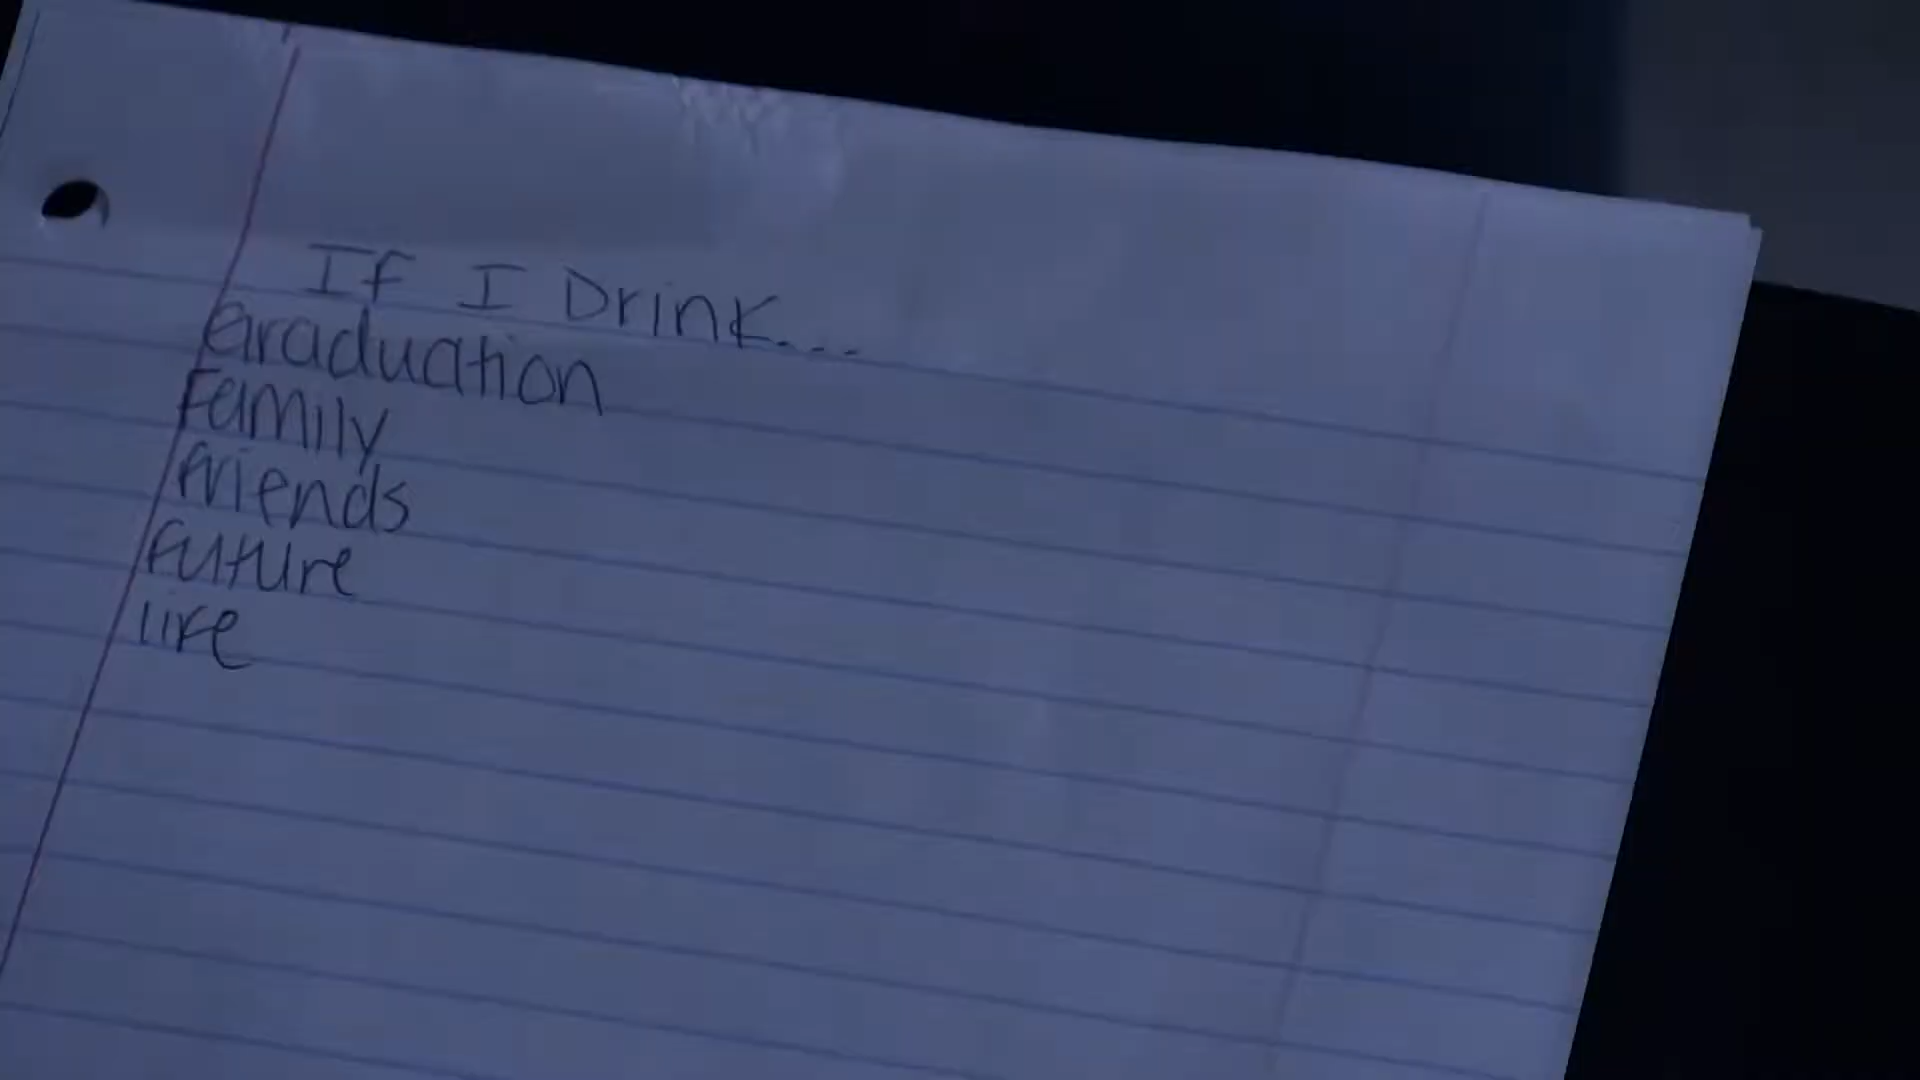 If I Drink...
Graduation
Family
Friends
Future
life